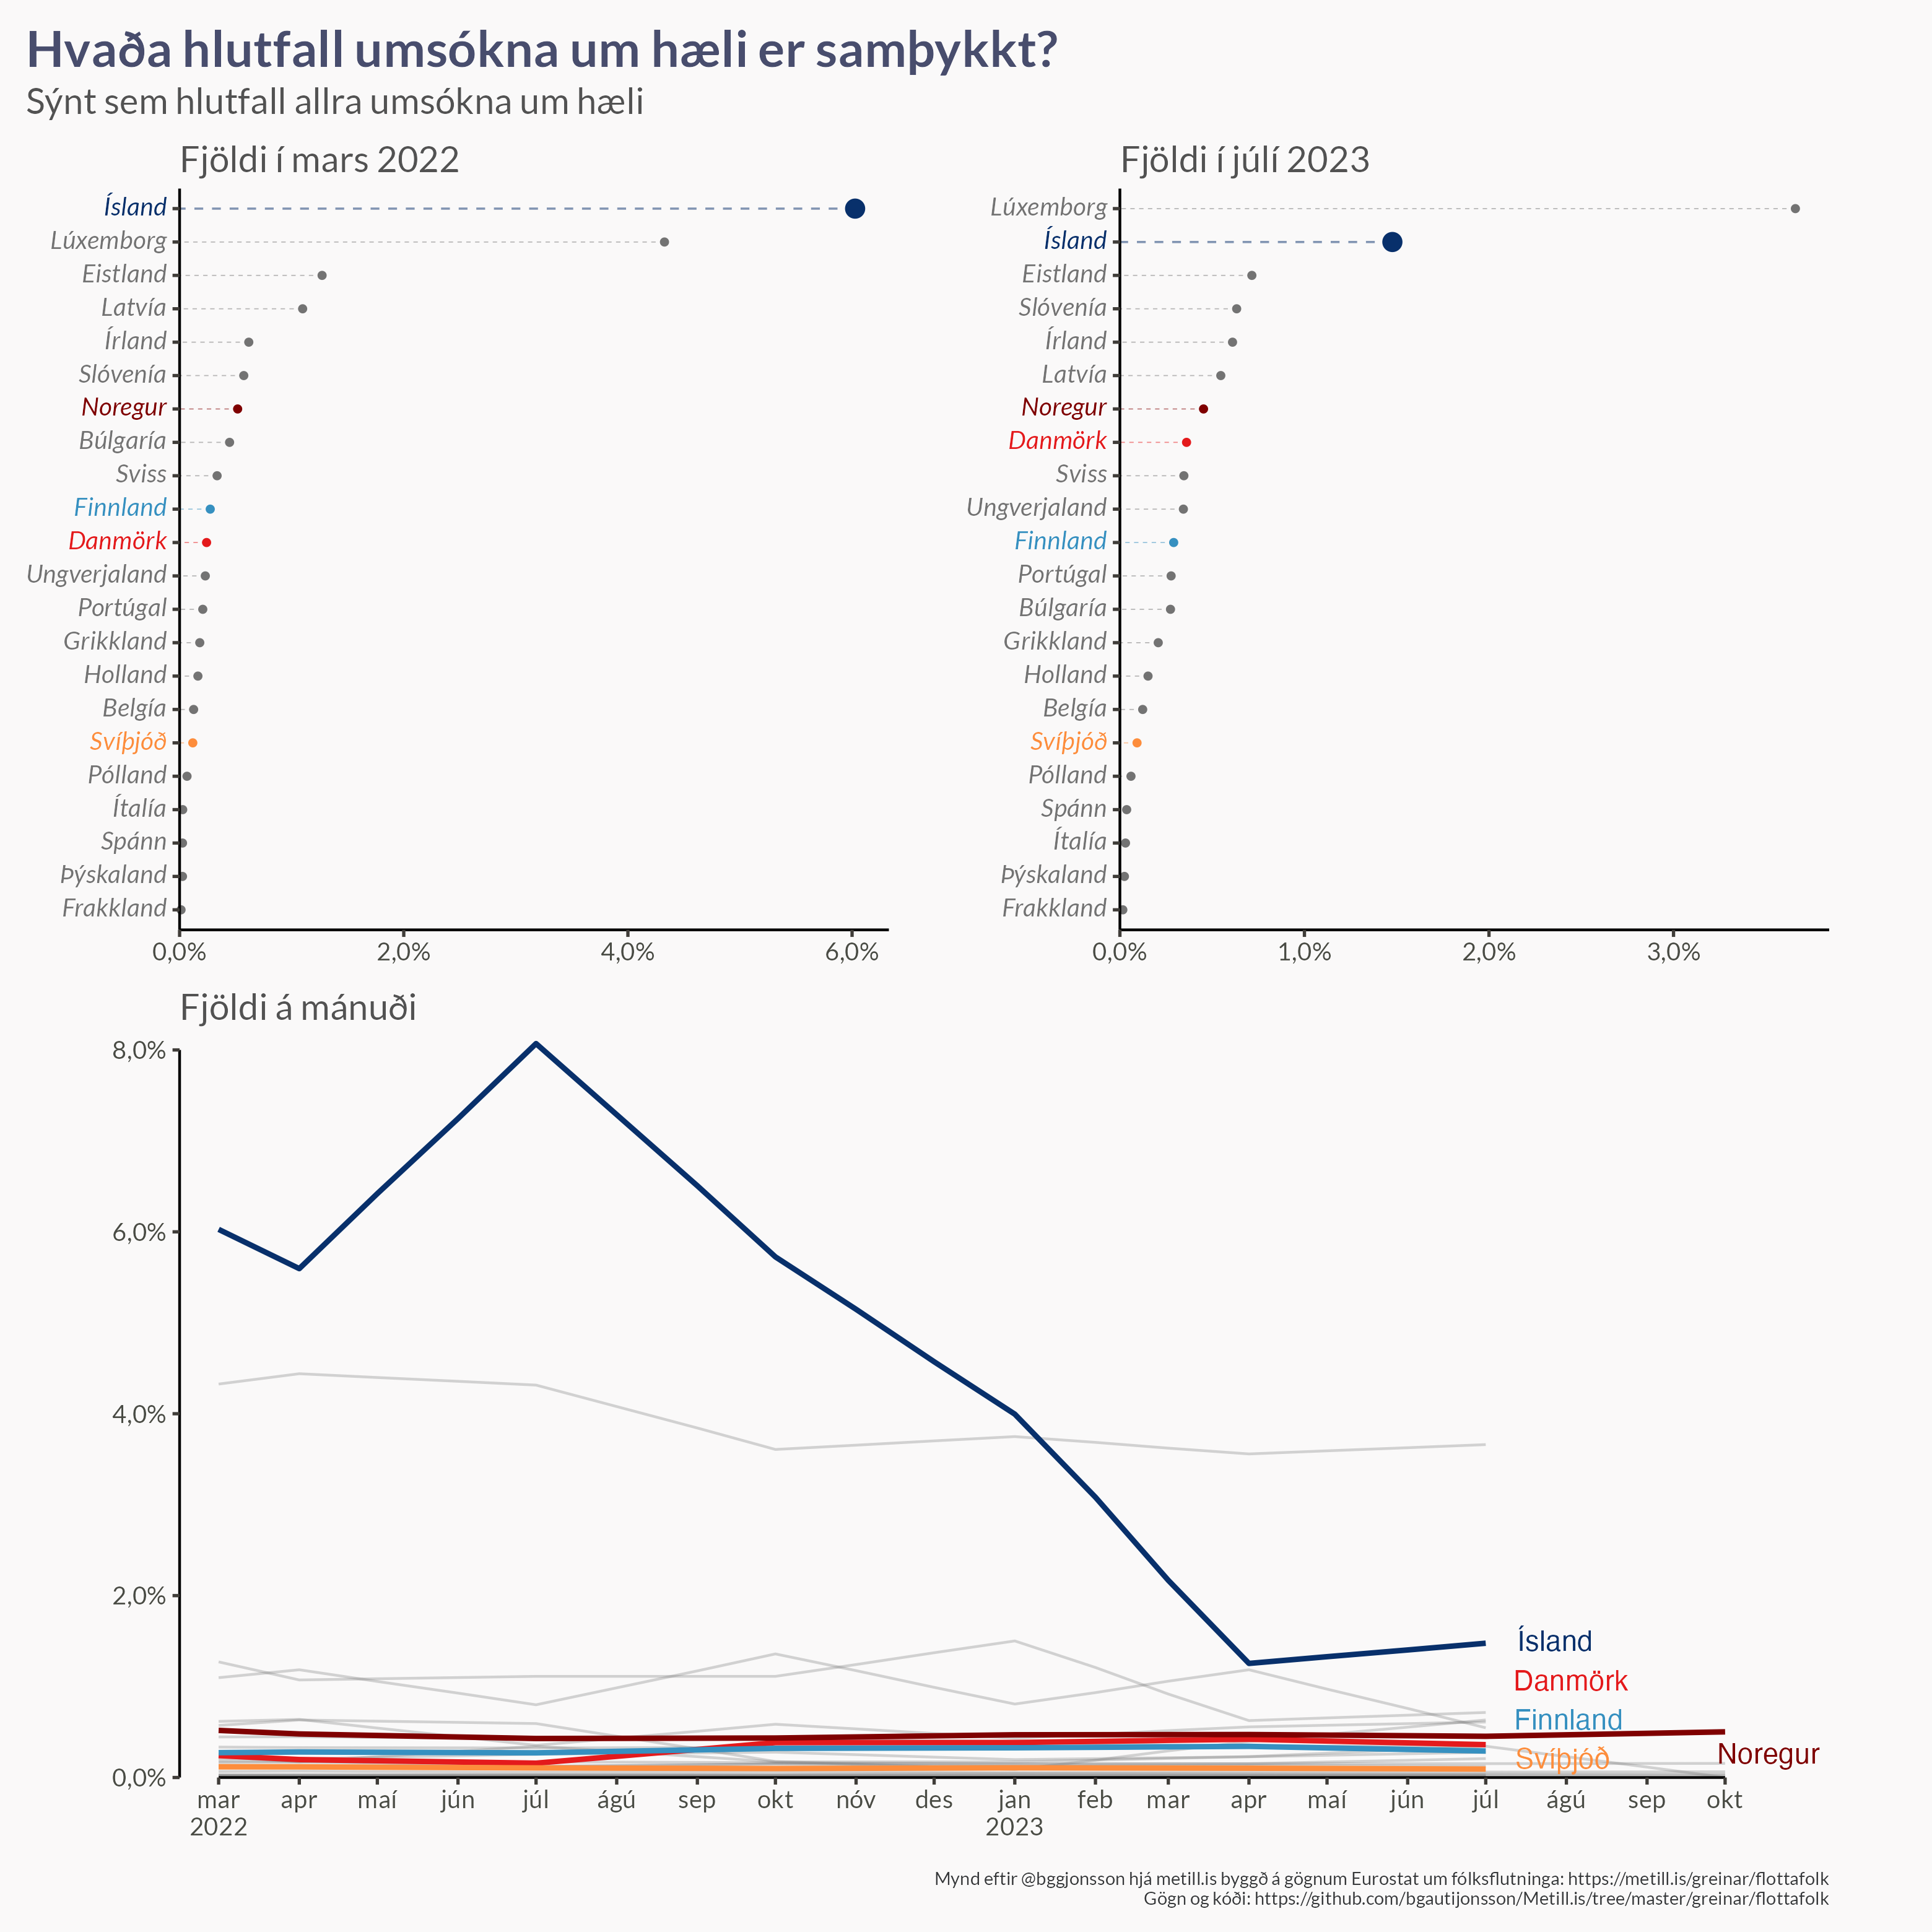 Hvaða hlutfall umsókna um hæli er samþykkt?
Sýnt sem hlutfall allra umsókna um hæli
Fjöldi í mars 2022
Ísland
Lúxemborg
Eistland
Latvía
Írland
Slóvenía
Noregur
Búlgaría
Sviss
Finnland
Danmörk
Ungverjaland
Portúgal
Grikkland
Holland
Belgía
Svíþjóð
Pólland
Ítalía
Spánn
Þýskaland
Frakkland
0,0% 2,0% 4,0% 6,0%
Fjöldi í júlí 2023
Lúxemborg
Ísland
Eistland
Slóvenía
Írland
Latvía
Noregur
Danmörk
Sviss
Ungverjaland
Finnland
Portúgal
Búlgaría
Grikkland
Holland
Belgía
Svíþjóð
Pólland
Spánn
Ítalía
Þýskaland
Frakkland
0,0% 1,0% 2,0% 3,0%
Fjöldi á mánuði
8,0%
6,0%
4,0%
2,0%
0,0%
Ísland
Danmörk
Finnland
Svíþjóð
Noregur
mar apr maí jún júl ágú sep okt nóv des jan feb mar apr maí jún júl ágú sep okt
2022 2023
Mynd eftir @bggjonsson hjá metill.is byggð á gögnum Eurostat um fólksflutninga: https://metill.is/greinar/flottafolk
Gögn og kóði: https://github.com/bgautijonsson/Metill.is/tree/master/greinar/flottafolk